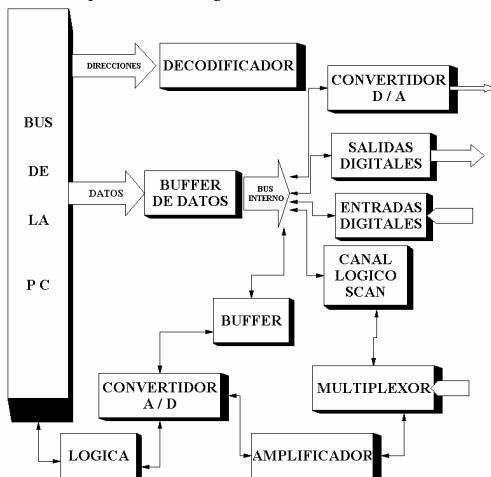 BUS
DE
LA
P C
DIRECCIONES
DECODIFICADOR
CONVERTIDOR
D / A
SALIDAS
DIGITALES
DATOS
BUFFER
DE DATOS
BUS
INTERNO
ENTRADAS
DIGITALES
CANAL
LOGICO
SCAN
BUFFER
CONVERTIDOR
A / D
MULTIPLEXOR
LOGICA
AMPLIFICADOR